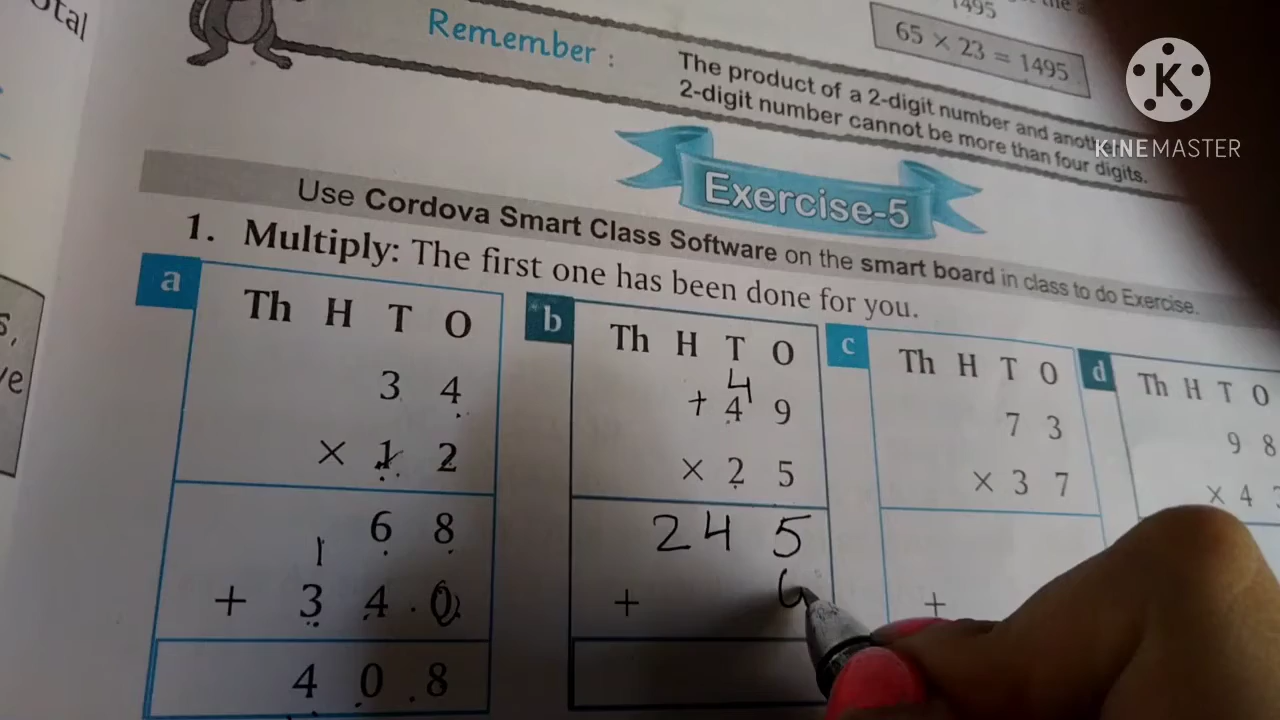 otal
1495
65 × 23 = 1495
Remember :
The product of a 2-digit number and another
2-digit number cannot be more than four digits.
K
KINEMASTER
Exercise-5
Use Cordova Smart Class Software on the smart board in class to do Exercise.
1. Multiply: The first one has been done for you.
a
Th H T O
3 4
× 1 2
1 6 8
+ 3 4 0
4 0 8
b
Th H T O
4
+ 4 9
× 2 5
2 4 5
+
c
Th H T O
7 3
× 3 7
+
d
Th H T O
9 8
× 4